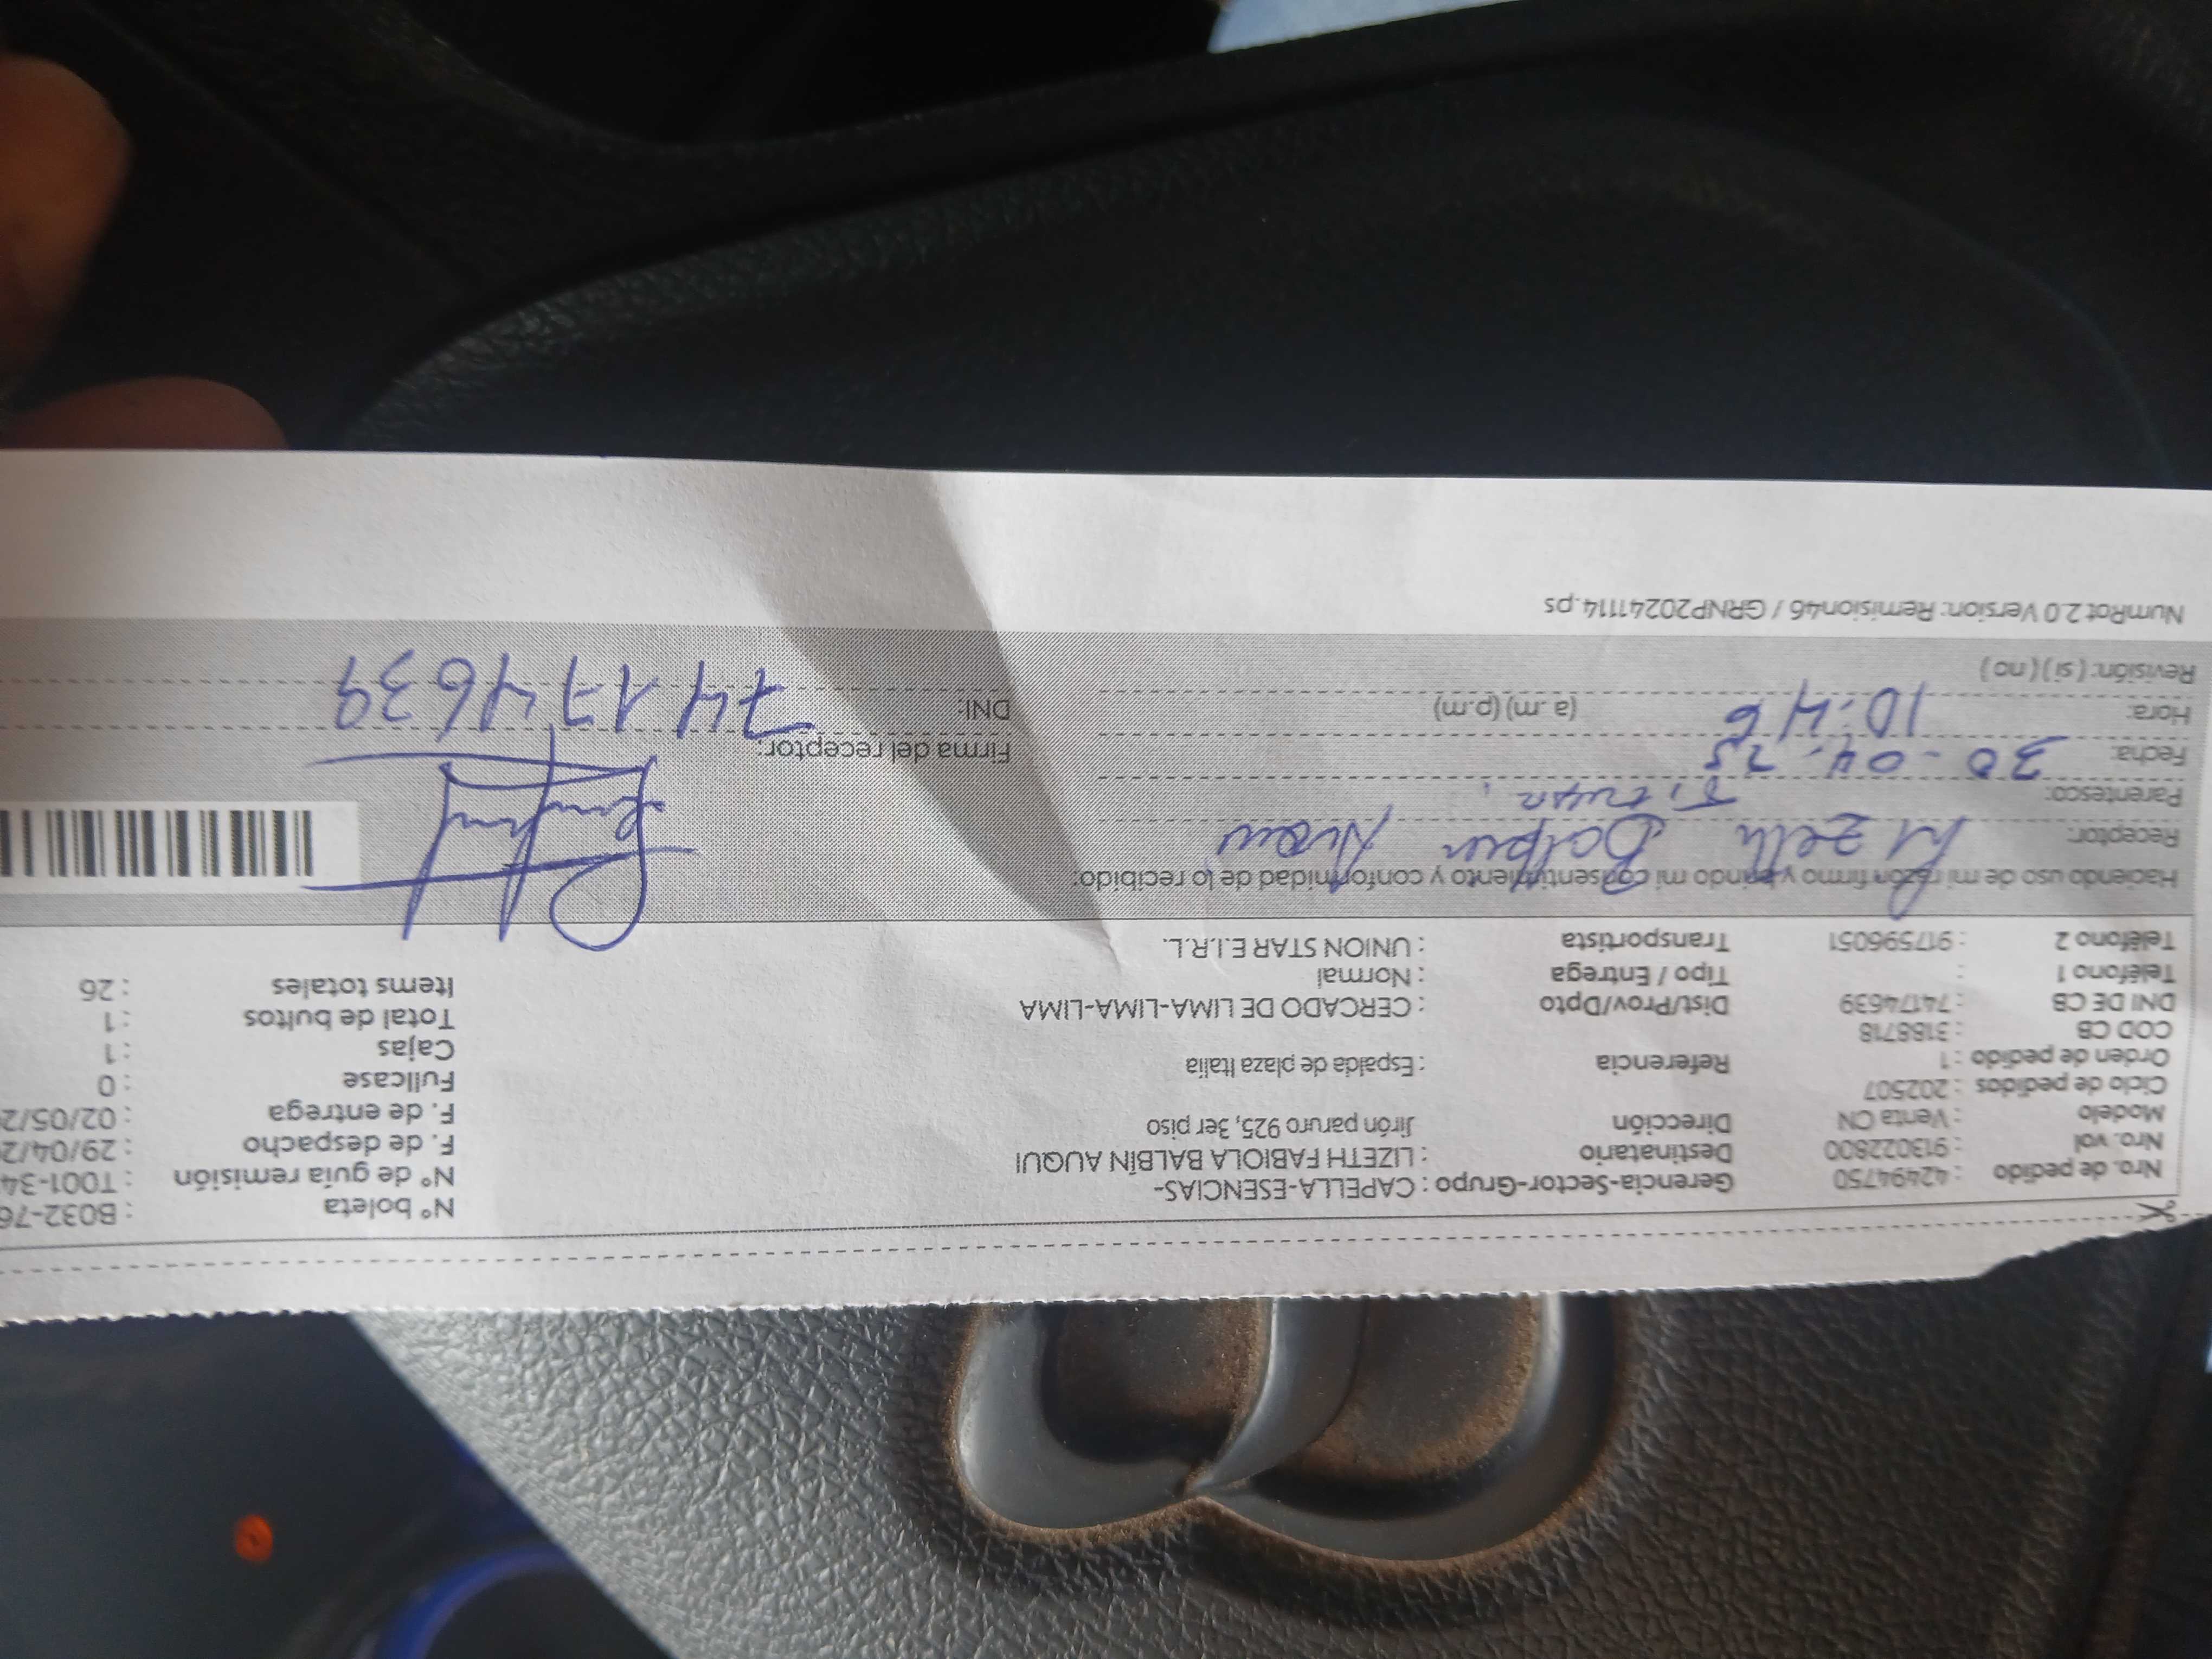 Nro. de pedido : 42494750 Gerencia-Sector-Grupo : CAPELLA-ESENCIAS- N° boleta : B032-76
Nro. vol : 913022800 Destinatario : LIZETH FABIOLA BALBÍN AUQUI N° de guía remisión : T001-34
Modelo : Venta CN Dirección Jirón paruro 925, 3er piso F. de despacho : 29/04/2
Ciclo de pedidos : 202507 F. de entrega : 02/05/2
Orden de pedido : 1 Referencia : Espalda de plaza Italia Fullcase : 0
COD CB : 3188718 Cajas : 1
DNI DE CB : 74174639 Dist/Prov/Dpto : CERCADO DE LIMA-LIMA-LIMA Total de bultos : 1
Teléfono 1 : Tipo / Entrega : Normal Items totales : 26
Teléfono 2 : 917596051 Transportista : UNION STAR E.I.R.L.
Haciendo uso de mi razón firmo y brindo mi consentimiento y conformidad de lo recibido:
Receptor: Lizeth Balbin Auqui
Parentesco: Titular
Fecha: 30-04-25 Firma del receptor:
Hora: 10:46 (a.m) (p.m) DNI: 74174639
Revisión: ( si ) ( no )
NumRot 2.0 Version: Remision46 / GRNP20241114.ps